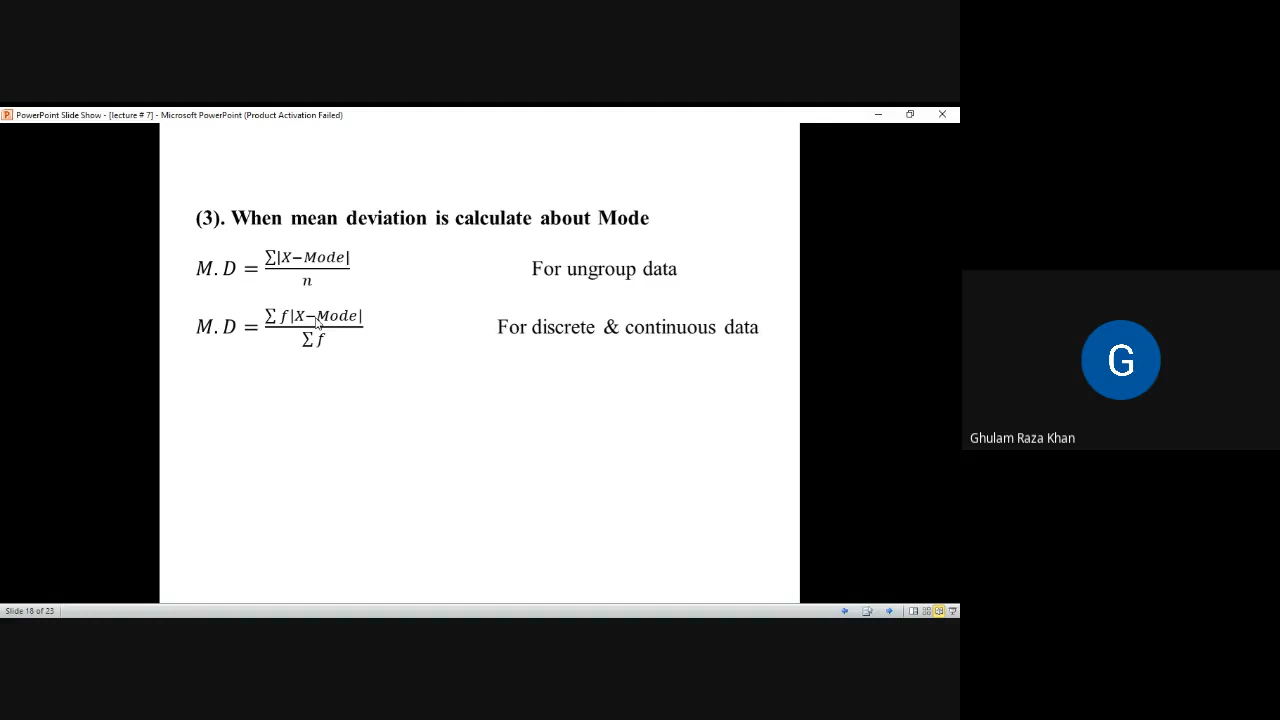 PowerPoint Slide Show - [lecture # 7] - Microsoft PowerPoint (Product Activation Failed)
(3). When mean deviation is calculate about Mode
M.D = ∑|X−Mode| / n For ungroup data
M.D = ∑ f|X−Mode| / ∑ f For discrete & continuous data
G
Ghulam Raza Khan
Slide 18 of 23